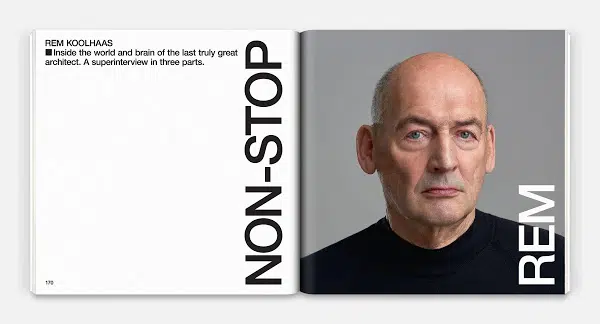 REM KOOLHAAS
■Inside the world and brain of the last truly great
architect. A superinterview in three parts.
NON-STOP
REM
170